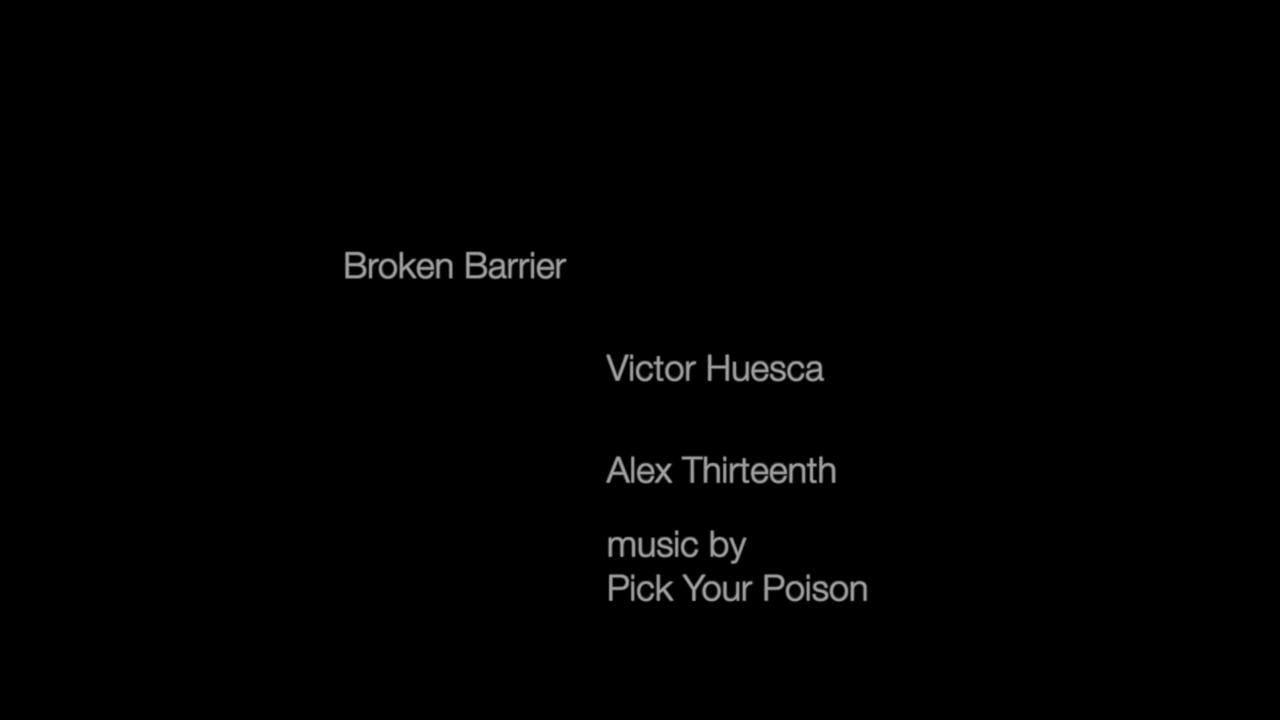 Broken Barrier
Victor Huesca
Alex Thirteenth
music by
Pick Your Poison